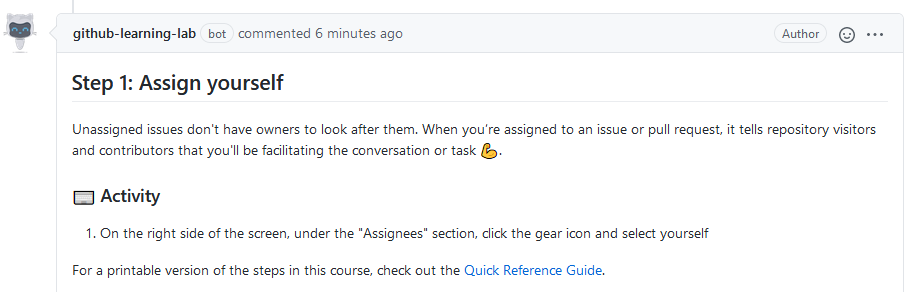 github-learning-lab bot commented 6 minutes ago Author
Step 1: Assign yourself
Unassigned issues don't have owners to look after them. When you're assigned to an issue or pull request, it tells repository visitors
and contributors that you'll be facilitating the conversation or task 💪.
Activity
1. On the right side of the screen, under the "Assignees" section, click the gear icon and select yourself
For a printable version of the steps in this course, check out the Quick Reference Guide.